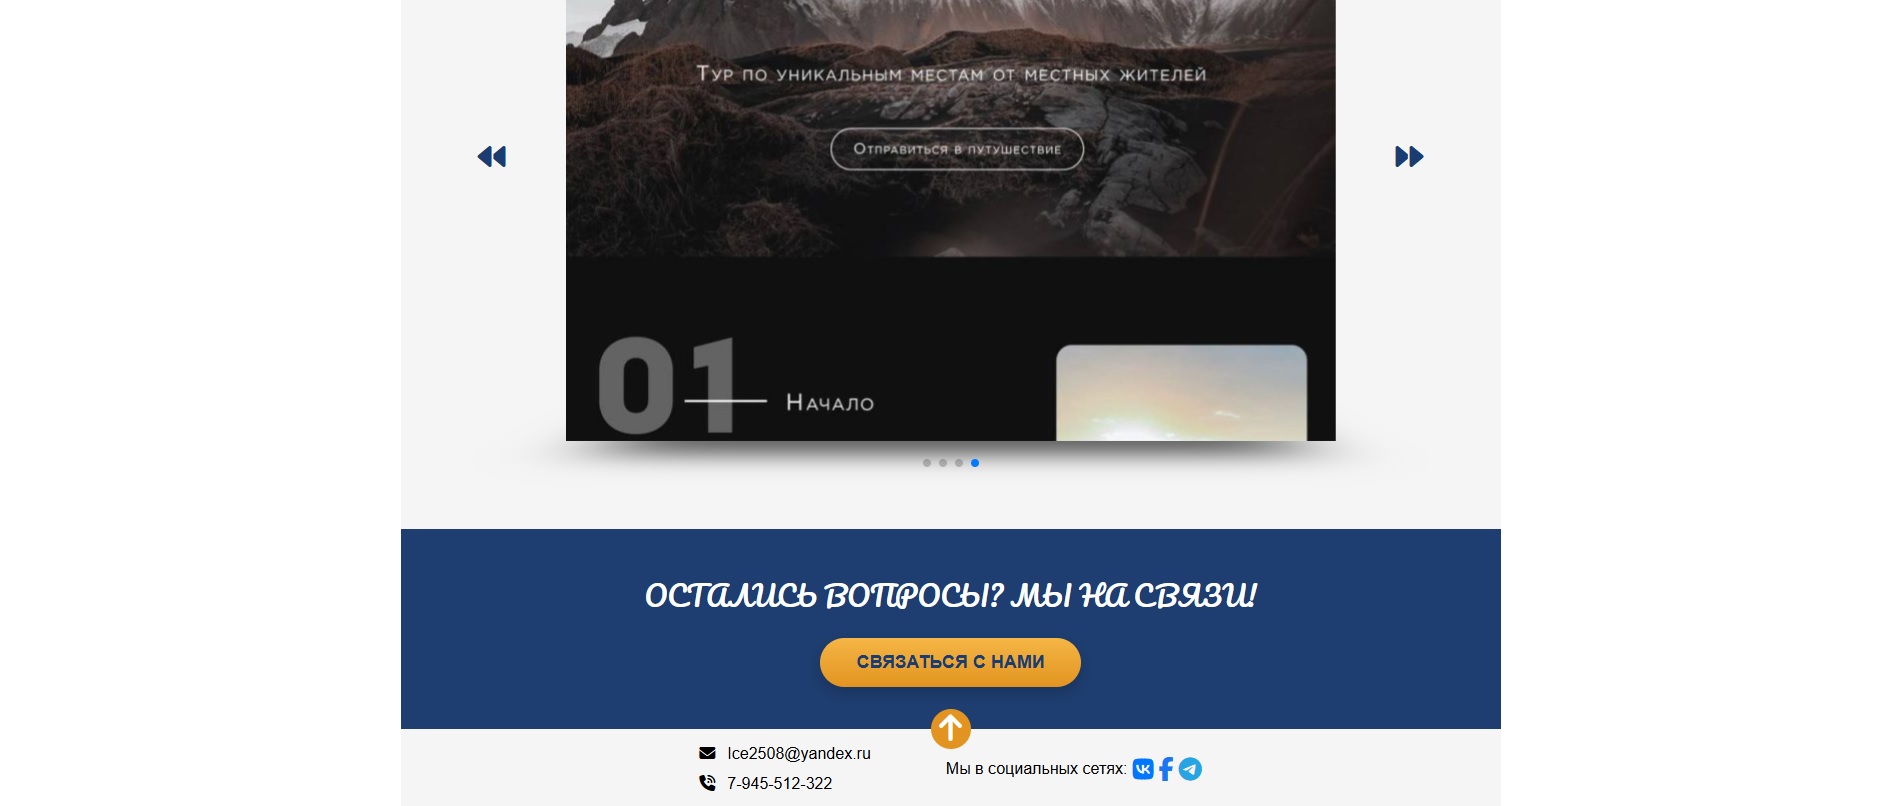 Тур по уникальным местам от местных жителей
Отправиться в путушествие
01
Начало
ОСТАЛИСЬ ВОПРОСЫ? МЫ НА СВЯЗИ!
СВЯЗАТЬСЯ С НАМИ
Ice2508@yandex.ru
7-945-512-322
Мы в социальных сетях: